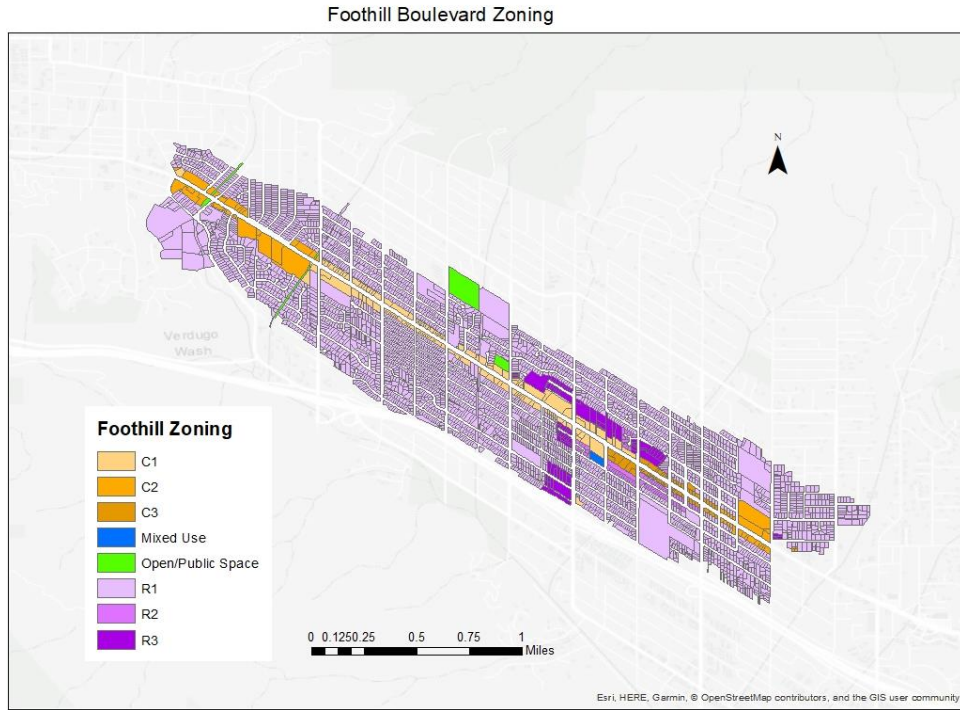 Foothill Boulevard Zoning
N
Verdugo
Wash
Foothill Zoning
C1
C2
C3
Mixed Use
Open/Public Space
R1
R2
R3
0 0.1250.25 0.5 0.75 1
Miles
Esri, HERE, Garmin, © OpenStreetMap contributors, and the GIS user community